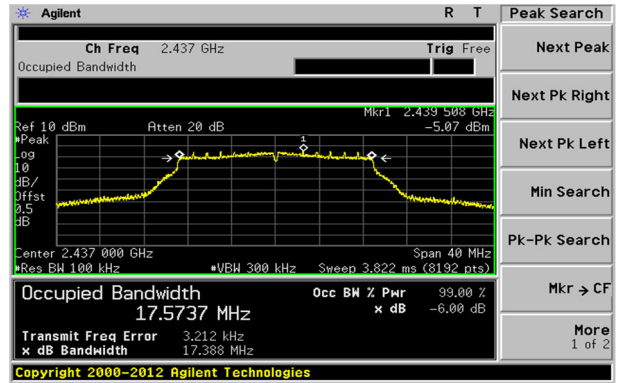 Agilent R T
Peak Search
Ch Freq 2.437 GHz Trig Free
Occupied Bandwidth
Next Peak
Next Pk Right
Next Pk Left
Min Search
Pk-Pk Search
Mkr → CF
More
1 of 2
Mkr1 2.439 508 GHz
Ref 10 dBm Atten 20 dB -5.07 dBm
#Peak
Log
10
dB/
Offst
0.5
dB
1
Center 2.437 000 GHz Span 40 MHz
#Res BW 100 kHz #VBW 300 kHz Sweep 3.822 ms (8192 pts)
Occupied Bandwidth Occ BW % Pwr 99.00 %
17.5737 MHz x dB -6.00 dB
Transmit Freq Error 3.212 kHz
x dB Bandwidth 17.388 MHz
Copyright 2000-2012 Agilent Technologies